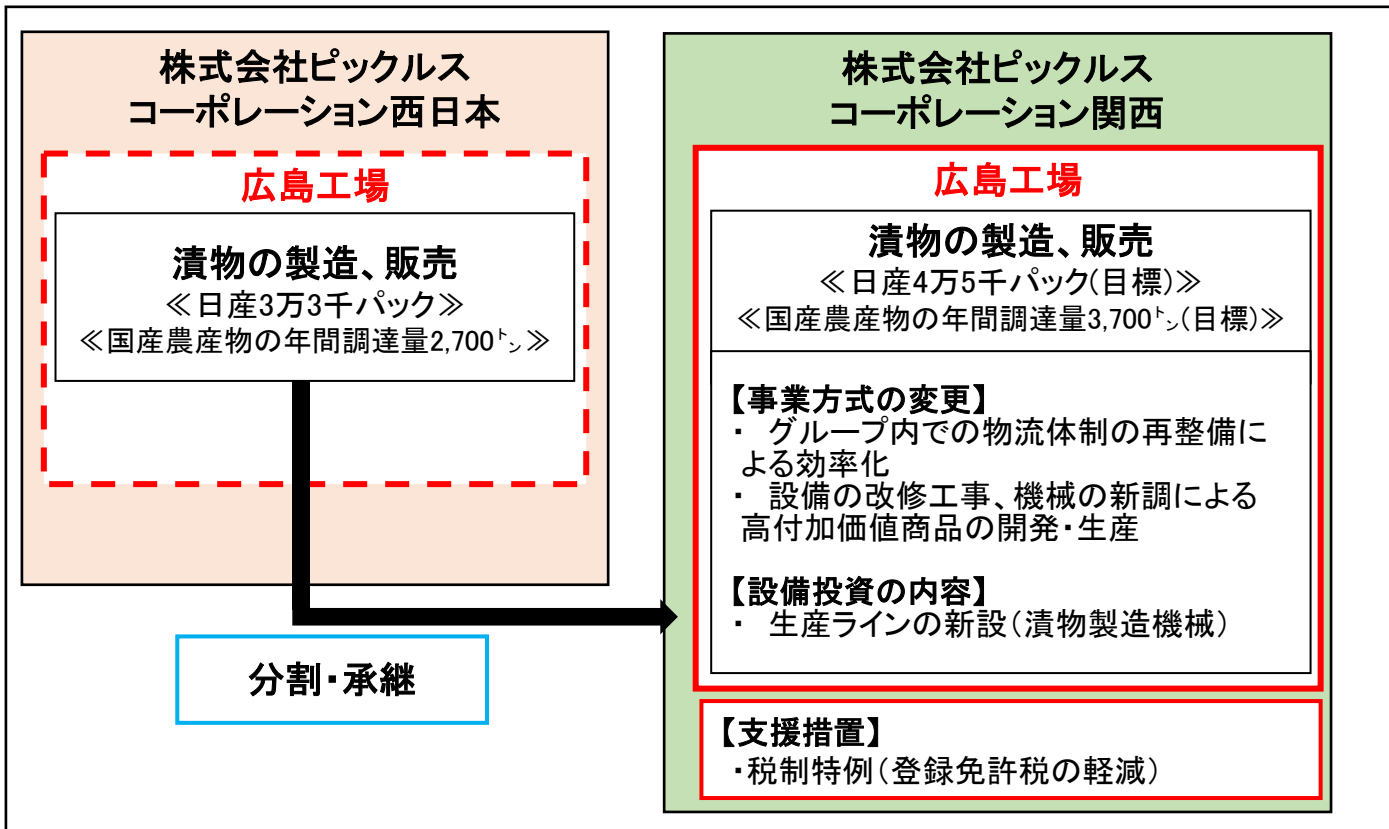 株式会社ピックルス
コーポレーション西日本
広島工場
漬物の製造、販売
≪日産3万3千パック≫
≪国産農産物の年間調達量2,700㌧≫
分割・承継
株式会社ピックルス
コーポレーション関西
広島工場
漬物の製造、販売
≪日産4万5千パック(目標)≫
≪国産農産物の年間調達量3,700㌧(目標)≫
【事業方式の変更】
・ グループ内での物流体制の再整備に
よる効率化
・ 設備の改修工事、機械の新調による
高付加価値商品の開発・生産
【設備投資の内容】
・ 生産ラインの新設(漬物製造機械)
【支援措置】
・税制特例(登録免許税の軽減)